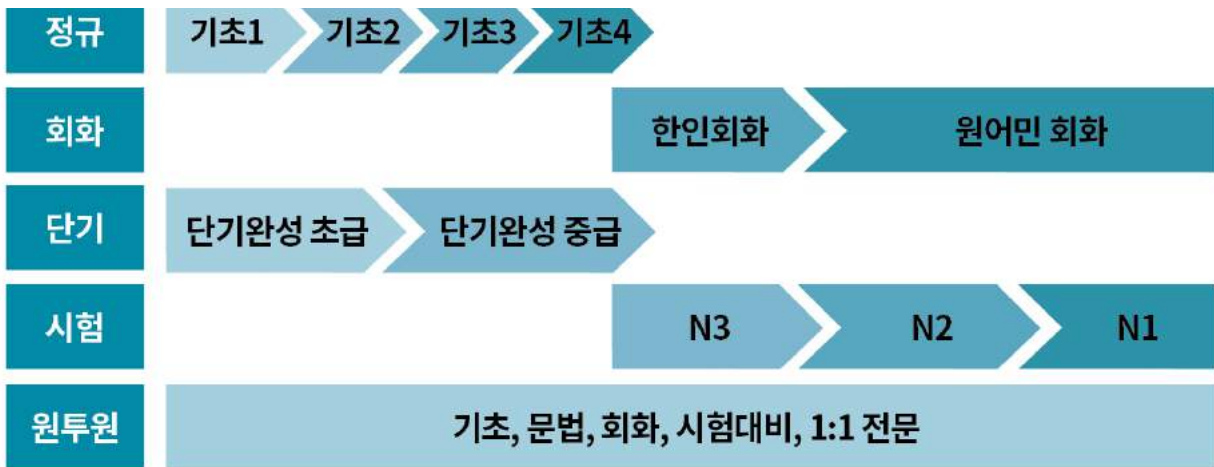 정규 기초1 기초2 기초3 기초4
회화 한인회화 원어민 회화
단기 단기완성 초급 단기완성 중급
시험 N3 N2 N1
원투원 기초, 문법, 회화, 시험대비, 1:1 전문